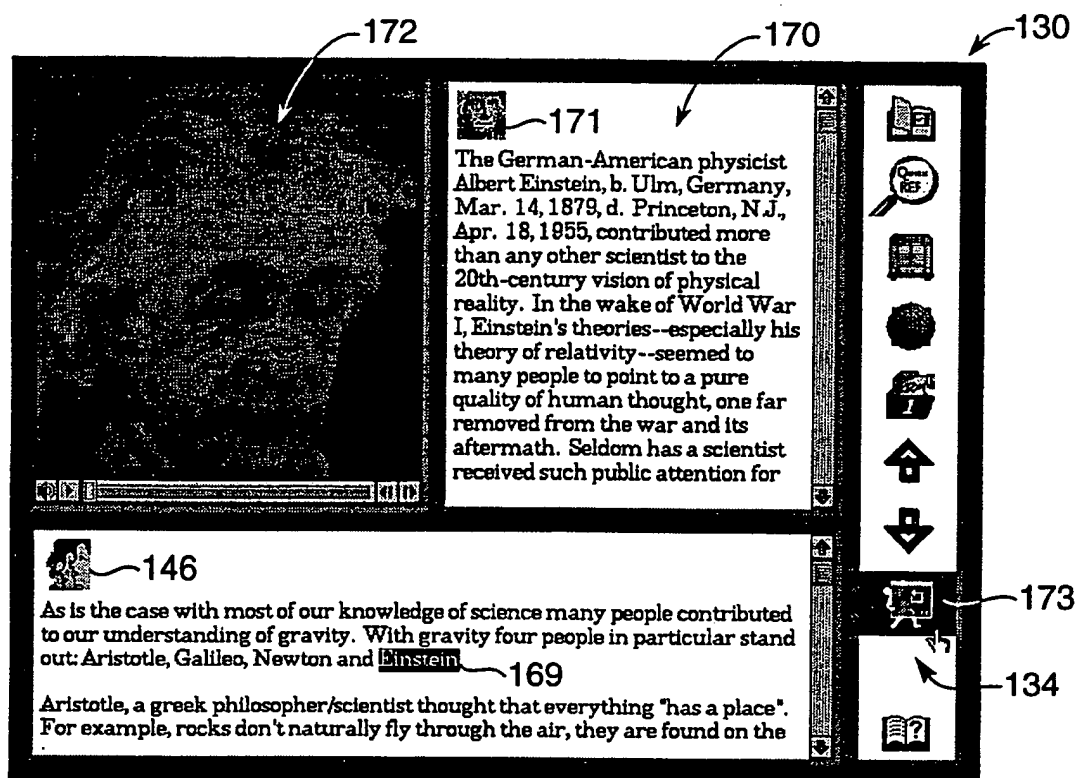 172
170
130
171
The German-American physicist
Albert Einstein, b. Ulm, Germany,
Mar. 14, 1879, d. Princeton, N.J.,
Apr. 18, 1955, contributed more
than any other scientist to the
20th-century vision of physical
reality. In the wake of World War
I, Einstein's theories--especially his
theory of relativity--seemed to
many people to point to a pure
quality of human thought, one far
removed from the war and its
aftermath. Seldom has a scientist
received such public attention for
REF.
1
146
As is the case with most of our knowledge of science many people contributed
to our understanding of gravity. With gravity four people in particular stand
out: Aristotle, Galileo, Newton and Einstein
169
Aristotle, a greek philosopher/scientist thought that everything "has a place".
For example, rocks don't naturally fly through the air, they are found on the
173
134
?